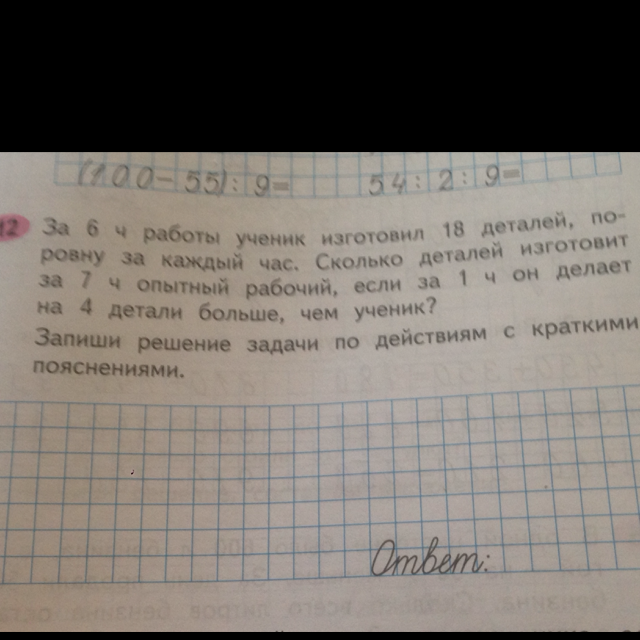 (100-55):9=
54:2:9=
12 За 6 ч работы ученик изготовил 18 деталей, по-
ровну за каждый час. Сколько деталей изготовит
за 7 ч опытный рабочий, если за 1 ч он делает
на 4 детали больше, чем ученик?
Запиши решение задачи по действиям с краткими
пояснениями.
Ответ: